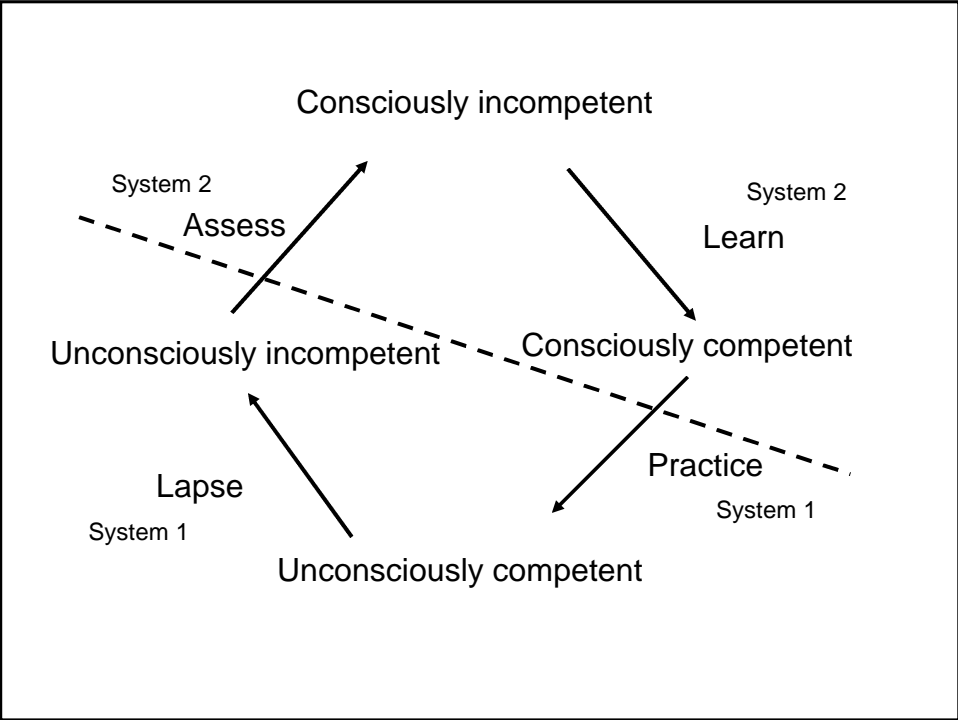 Consciously incompetent
System 2
System 2
Assess
Learn
Unconsciously incompetent
Consciously competent
Practice
Lapse
System 1
System 1
Unconsciously competent